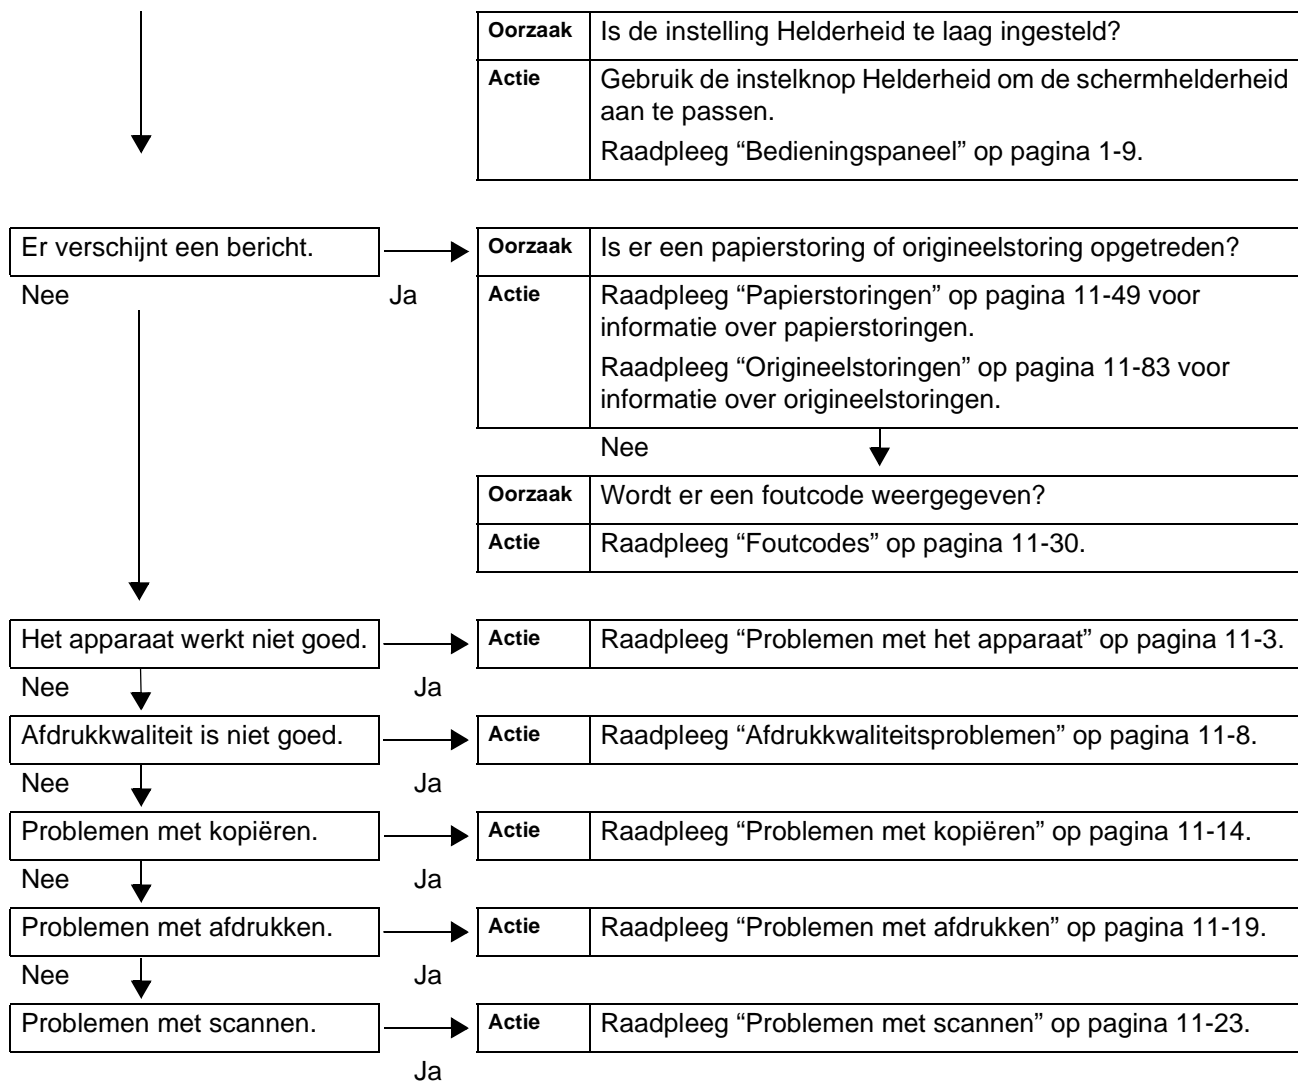 Oorzaak Is de instelling Helderheid te laag ingesteld?
Actie Gebruik de instelknop Helderheid om de schermhelderheid
aan te passen.
Raadpleeg “Bedieningspaneel” op pagina 1-9.
Er verschijnt een bericht. Oorzaak Is er een papierstoring of origineelstoring opgetreden?
Nee Ja Actie Raadpleeg “Papierstoringen” op pagina 11-49 voor
informatie over papierstoringen.
Raadpleeg “Origineelstoringen” op pagina 11-83 voor
informatie over origineelstoringen.
Nee
Oorzaak Wordt er een foutcode weergegeven?
Actie Raadpleeg “Foutcodes” op pagina 11-30.
Het apparaat werkt niet goed. Actie Raadpleeg “Problemen met het apparaat” op pagina 11-3.
Nee Ja
Afdrukkwaliteit is niet goed. Actie Raadpleeg “Afdrukkwaliteitsproblemen” op pagina 11-8.
Nee Ja
Problemen met kopiëren. Actie Raadpleeg “Problemen met kopiëren” op pagina 11-14.
Nee Ja
Problemen met afdrukken. Actie Raadpleeg “Problemen met afdrukken” op pagina 11-19.
Nee Ja
Problemen met scannen. Actie Raadpleeg “Problemen met scannen” op pagina 11-23.
Ja